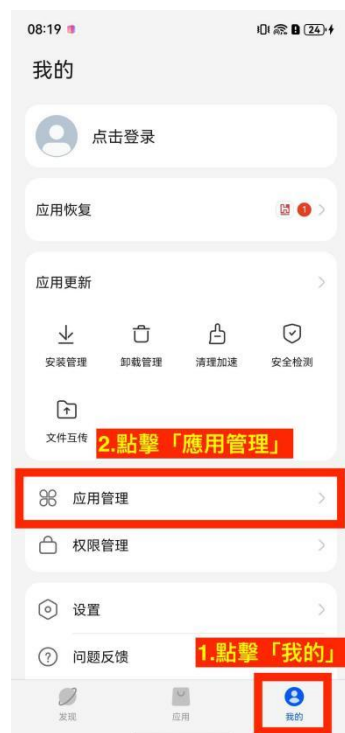 08:19
24
我的
点击登录
应用恢复
1
应用更新
安装管理
卸载管理
清理加速
安全检测
文件互传
2.點擊「應用管理」
应用管理
权限管理
设置
问题反馈
1.點擊「我的」
发现
应用
我的